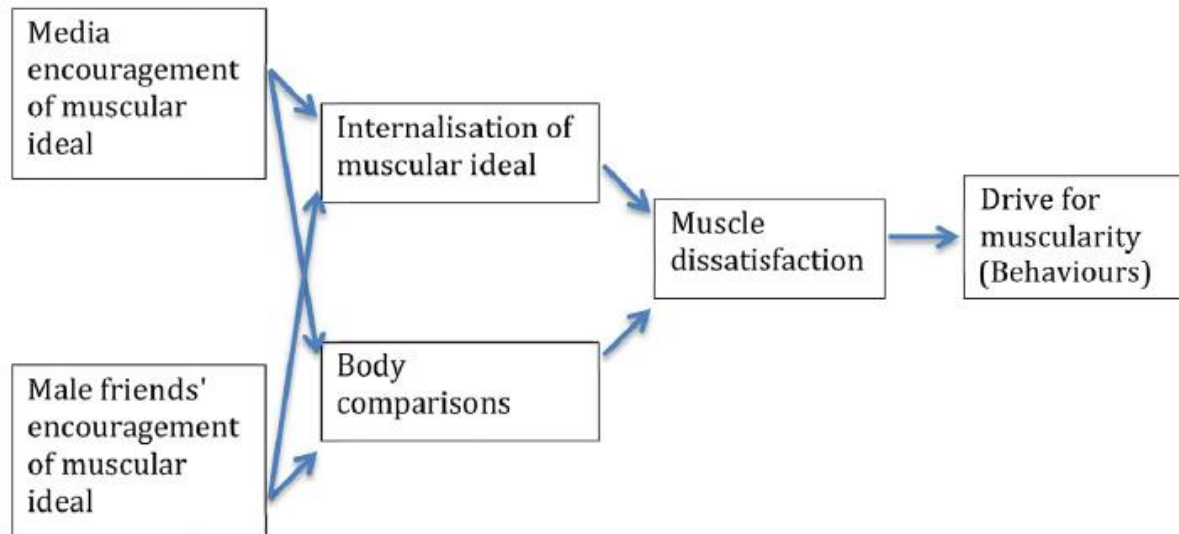 Media
encouragement
of muscular
ideal
Internalisation of
muscular ideal
Muscle
dissatisfaction
Drive for
muscularity
(Behaviours)
Body
comparisons
Male friends'
encouragement
of muscular
ideal